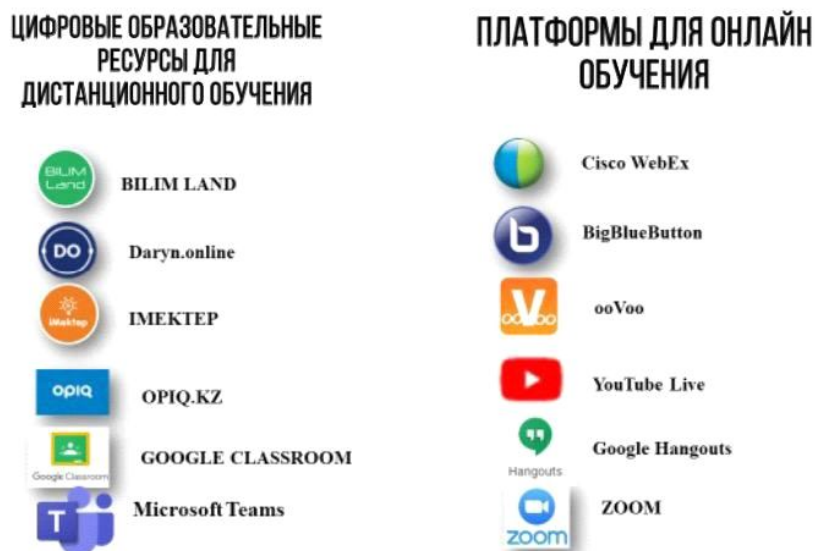 ЦИФРОВЫЕ ОБРАЗОВАТЕЛЬНЫЕ
РЕСУРСЫ ДЛЯ
ДИСТАНЦИОННОГО ОБУЧЕНИЯ
BILIM
Land
BILIM LAND
DO
Daryn.online
iMektep
IMEKTEP
opiq
OPIQ.KZ
Google Classroom
GOOGLE CLASSROOM
T
Microsoft Teams
ПЛАТФОРМЫ ДЛЯ ОНЛАЙН
ОБУЧЕНИЯ
Cisco WebEx
b
BigBlueButton
ooVoo
ooVoo
YouTube Live
Hangouts
Google Hangouts
zoom
ZOOM